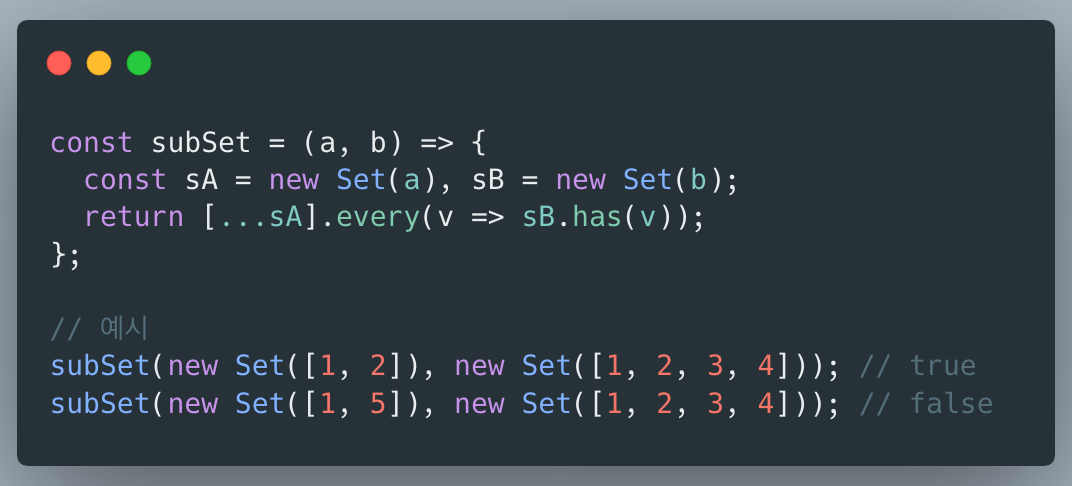 const subSet = (a, b) => {
  const sA = new Set(a), sB = new Set(b);
  return [...sA].every(v => sB.has(v));
};
// 예시
subSet(new Set([1, 2]), new Set([1, 2, 3, 4])); // true
subSet(new Set([1, 5]), new Set([1, 2, 3, 4])); // false